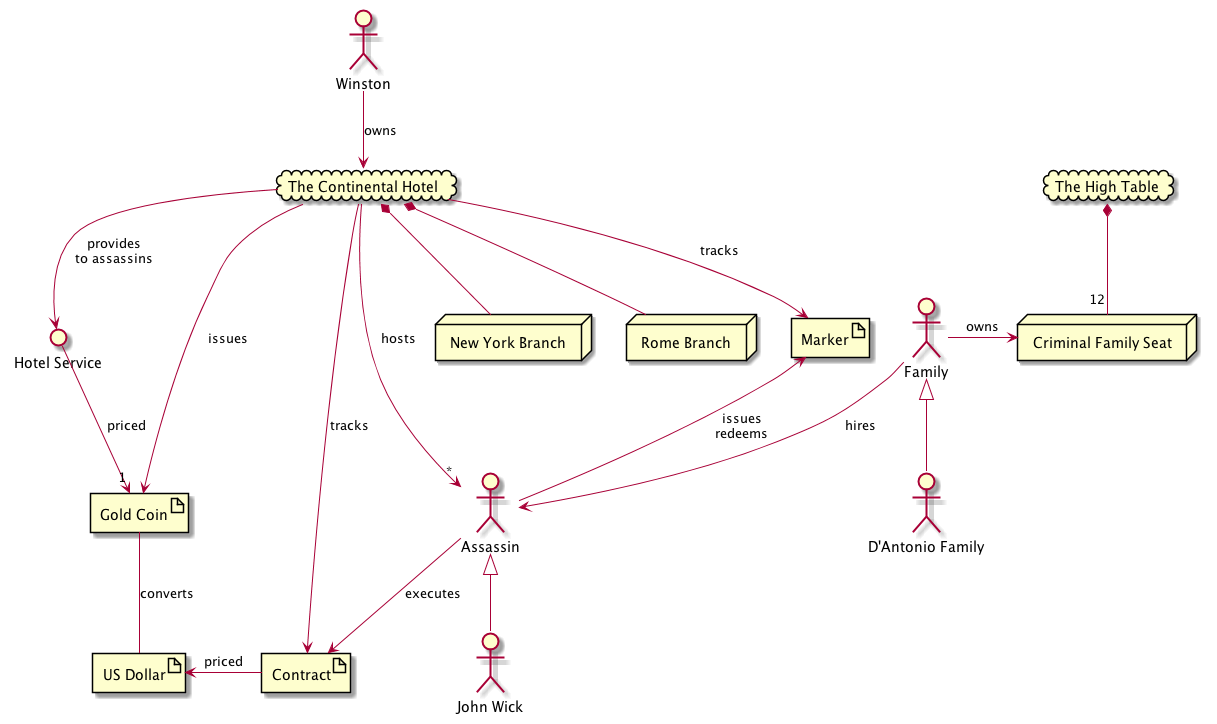 Winston
owns
The Continental Hotel
The High Table
provides
to assassins
tracks
12
issues
hosts
New York Branch
Rome Branch
Marker
owns
Criminal Family Seat
Hotel Service
Family
priced
tracks
issues
redeems
hires
1
*
Gold Coin
Assassin
D'Antonio Family
converts
executes
US Dollar
priced
Contract
John Wick